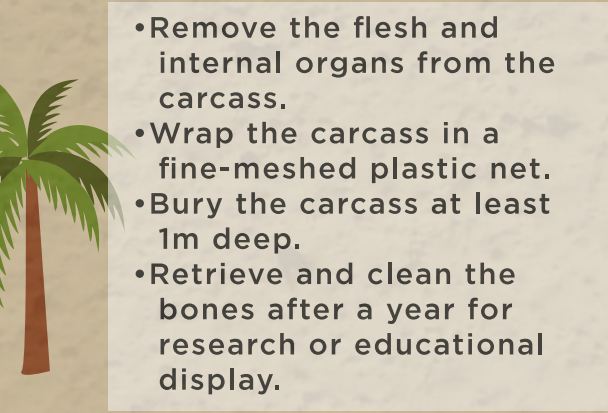 •Remove the flesh and
internal organs from the
carcass.
•Wrap the carcass in a
fine-meshed plastic net.
•Bury the carcass at least
1m deep.
•Retrieve and clean the
bones after a year for
research or educational
display.